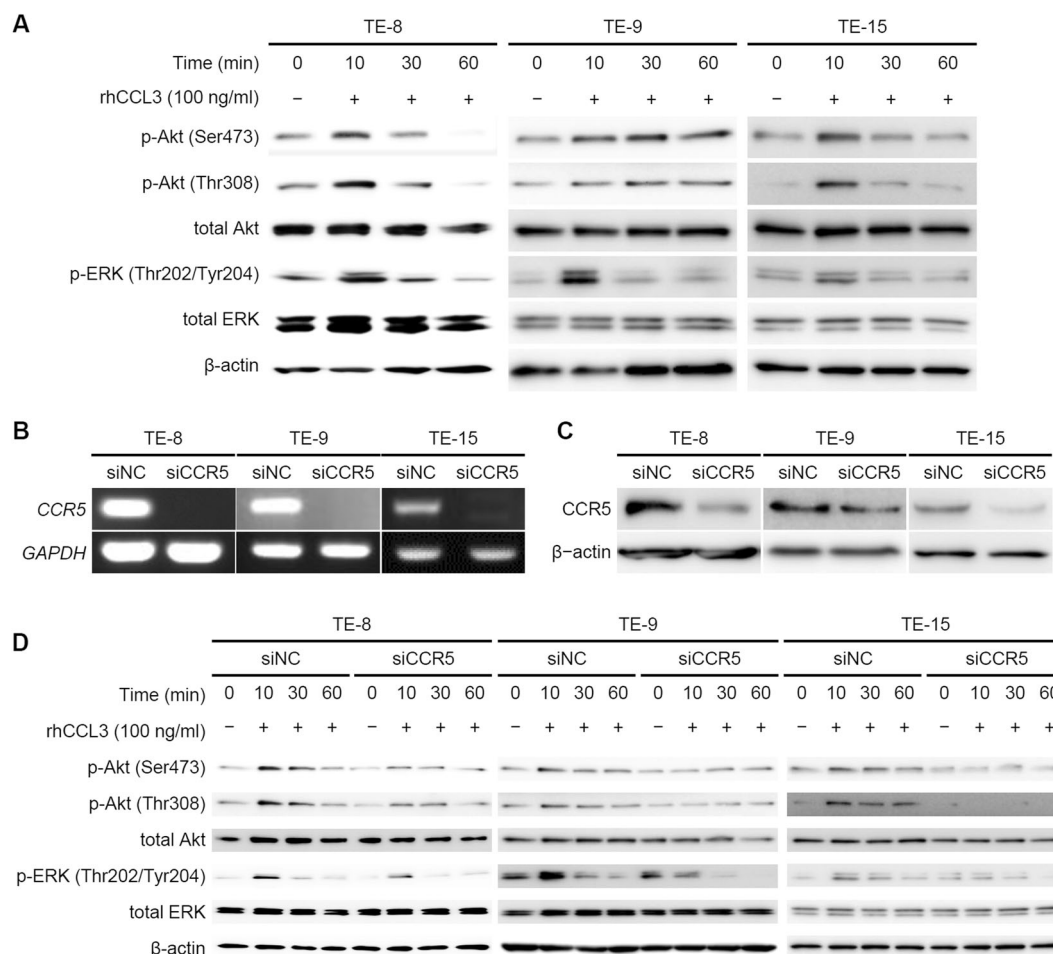 A
TE-8 TE-9 TE-15
Time (min) 0 10 30 60 0 10 30 60 0 10 30 60
rhCCL3 (100 ng/ml) − + + + − + + + − + + +
p-Akt (Ser473)
p-Akt (Thr308)
total Akt
p-ERK (Thr202/Tyr204)
total ERK
β-actin
B
TE-8 TE-9 TE-15
siNC siCCR5 siNC siCCR5 siNC siCCR5
CCR5
GAPDH
C
TE-8 TE-9 TE-15
siNC siCCR5 siNC siCCR5 siNC siCCR5
CCR5
β−actin
D
TE-8 TE-9 TE-15
siNC siCCR5 siNC siCCR5 siNC siCCR5
Time (min) 0 10 30 60 0 10 30 60 0 10 30 60 0 10 30 60 0 10 30 60 0 10 30 60
rhCCL3 (100 ng/ml) − + + + − + + + − + + + − + + + − + + + − + + +
p-Akt (Ser473)
p-Akt (Thr308)
total Akt
p-ERK (Thr202/Tyr204)
total ERK
β-actin